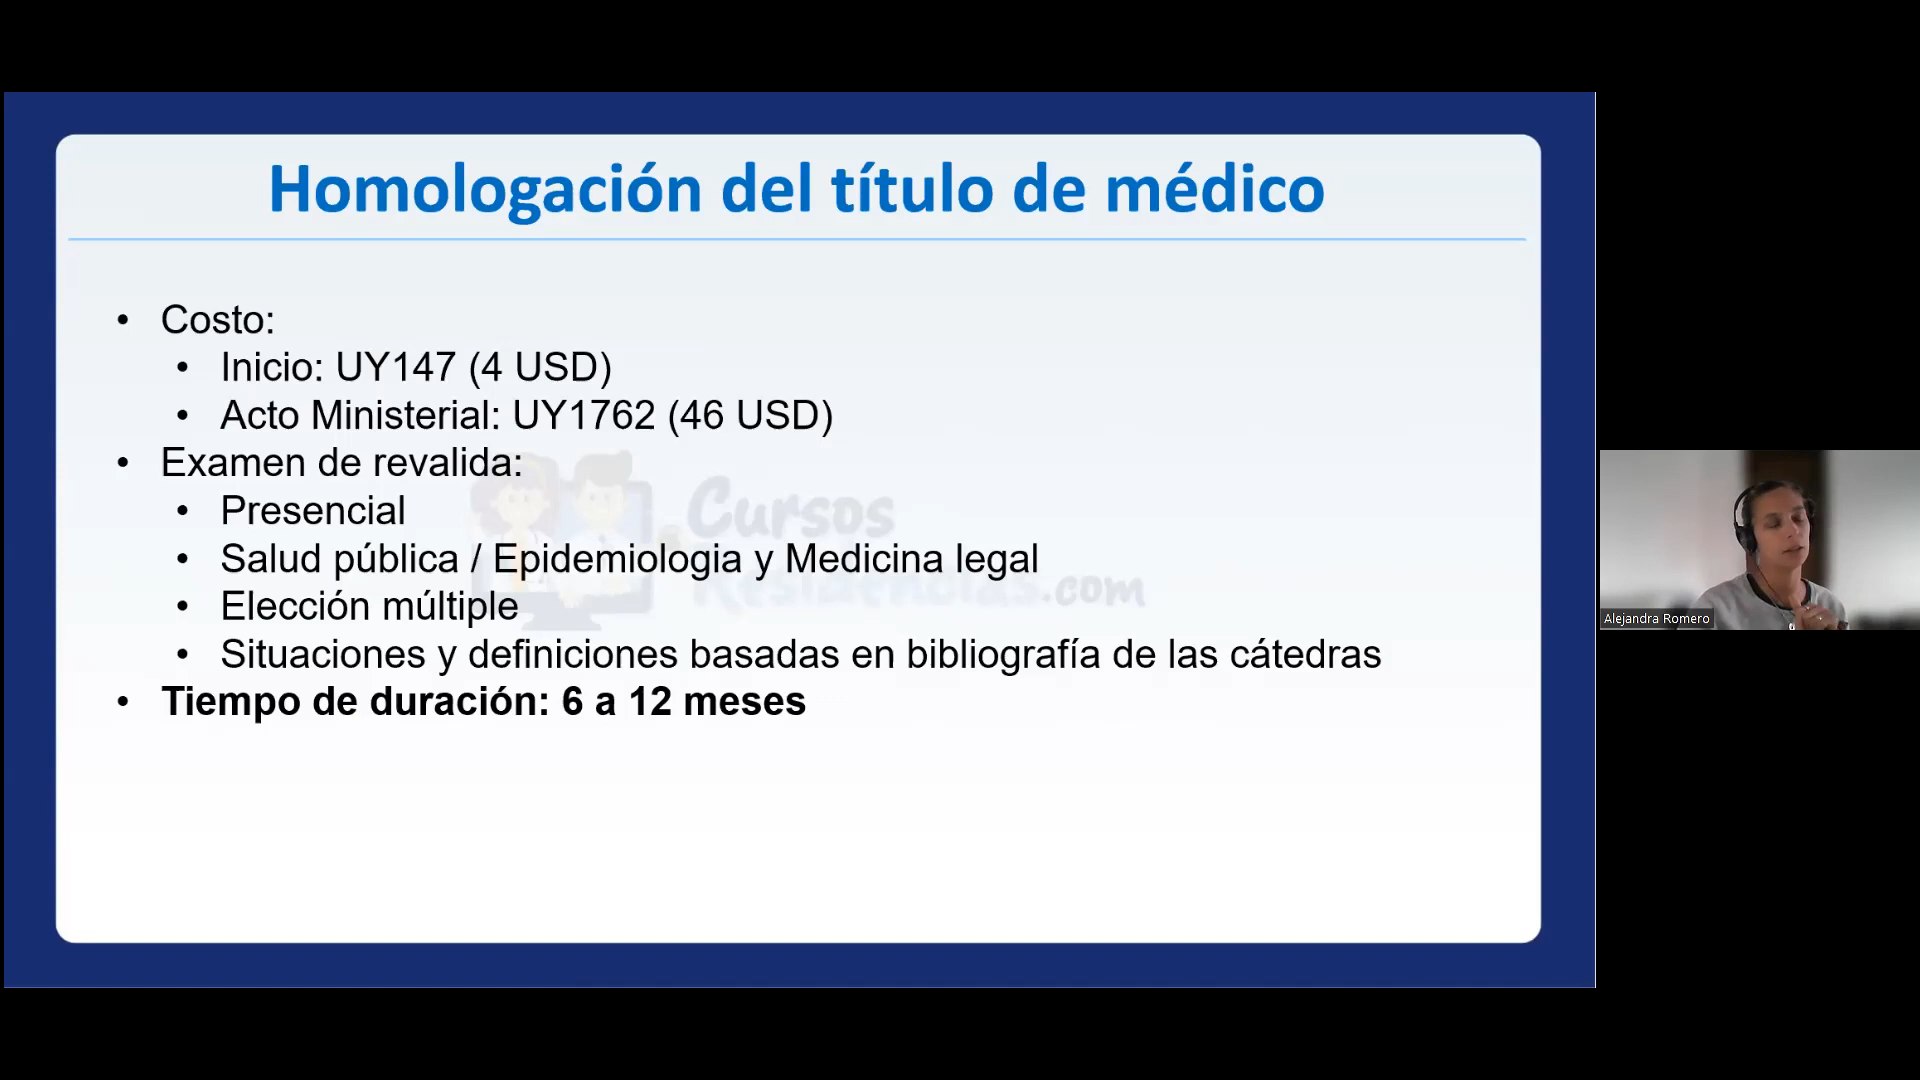 Homologación del título de médico
• Costo:
• Inicio: UY147 (4 USD)
• Acto Ministerial: UY1762 (46 USD)
• Examen de revalida:
• Presencial
• Salud pública / Epidemiologia y Medicina legal
• Elección múltiple
• Situaciones y definiciones basadas en bibliografía de las cátedras
• Tiempo de duración: 6 a 12 meses
Cursos
Residencias.com
Alejandra Romero